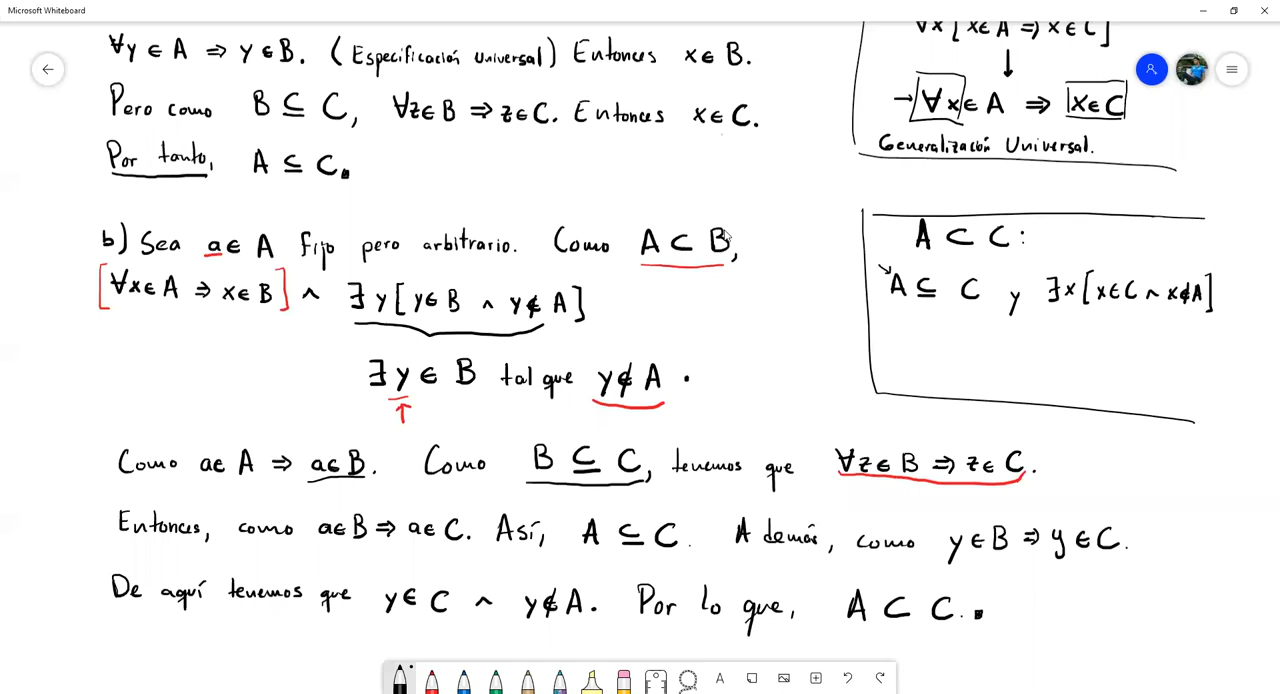 Microsoft Whiteboard
∀y ∈ A ⇒ y ∈ B. (Especificación Universal) Entonces x ∈ B.
Pero como B ⊆ C, ∀z∈B ⇒ z∈C. Entonces x∈C.
Por tanto, A ⊆ C.
∀x [x∈A ⇒ x∈C]
↓
→ ∀x∈A ⇒ x∈C
Generalización Universal.
b) Sea a∈ A fijo pero arbitrario. Como A ⊂ B,
[∀x∈A ⇒ x∈B] ∧ ∃y[y∈B ∧ y∉A]
∃y ∈ B tal que y∉A.
A ⊂ C:
A ⊆ C y ∃x[x∈C ∧ x∉A]
Como a∈A ⇒ a∈B. Como B ⊆ C, tenemos que ∀z∈B ⇒ z∈C.
Entonces, como a∈B ⇒ a∈C. Así, A ⊆ C. Además, como y∈B ⇒ y∈C.
De aquí tenemos que y∈C ∧ y∉A. Por lo que, A ⊂ C.
A